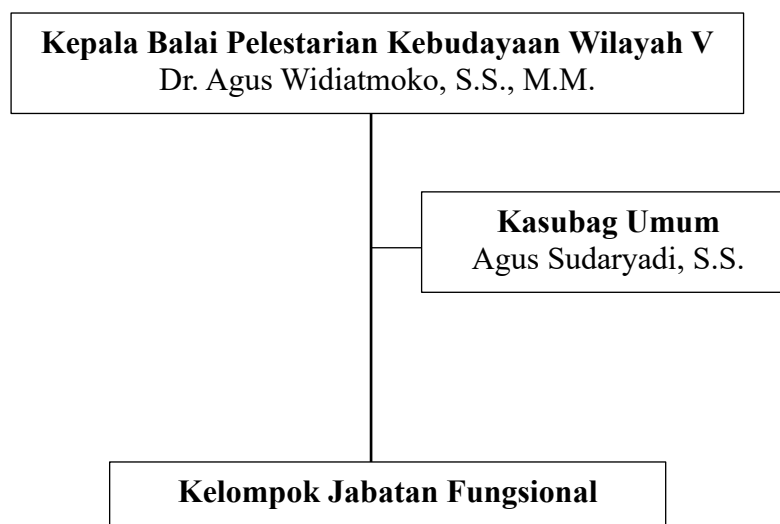 Kepala Balai Pelestarian Kebudayaan Wilayah V
Dr. Agus Widiatmoko, S.S., M.M.
Kasubag Umum
Agus Sudaryadi, S.S.
Kelompok Jabatan Fungsional